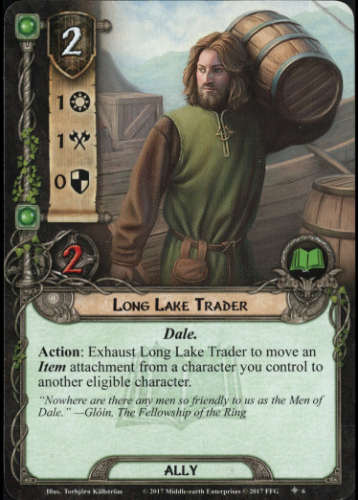 2
1
1
0
2
LONG LAKE TRADER
Dale.
Action: Exhaust Long Lake Trader to move an
Item attachment from a character you control to
another eligible character.
"Nowhere are there any men so friendly to us as the Men of
Dale." —Glóin, The Fellowship of the Ring
ALLY
Illus. Torbjörn Källström
© 2017 Middle-earth Enterprises © 2017 FFG
6